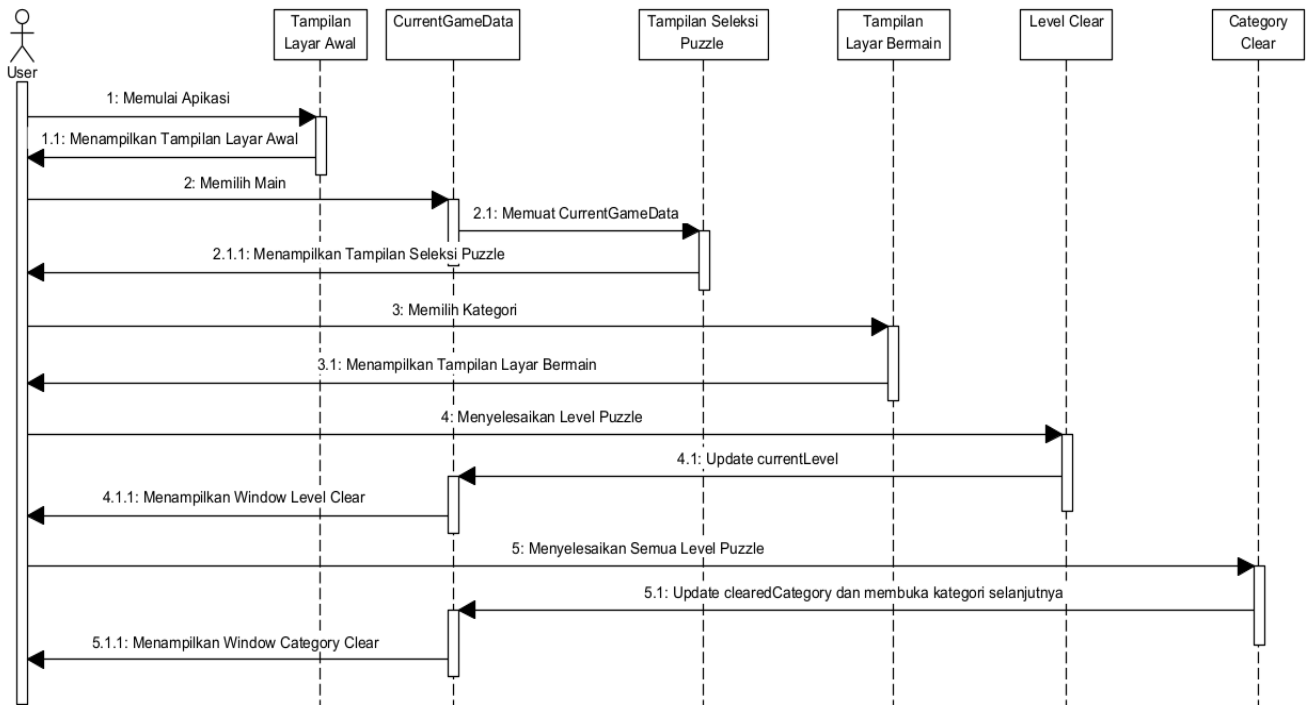 Tampilan
Layar Awal
CurrentGameData
Tampilan Seleksi
Puzzle
Tampilan
Layar Bermain
Level Clear
Category
Clear
User
1: Memulai Apikasi
1.1: Menampilkan Tampilan Layar Awal
2: Memilih Main
2.1: Memuat CurrentGameData
2.1.1: Menampilkan Tampilan Seleksi Puzzle
3: Memilih Kategori
3.1: Menampilkan Tampilan Layar Bermain
4: Menyelesaikan Level Puzzle
4.1: Update currentLevel
4.1.1: Menampilkan Window Level Clear
5: Menyelesaikan Semua Level Puzzle
5.1: Update clearedCategory dan membuka kategori selanjutnya
5.1.1: Menampilkan Window Category Clear